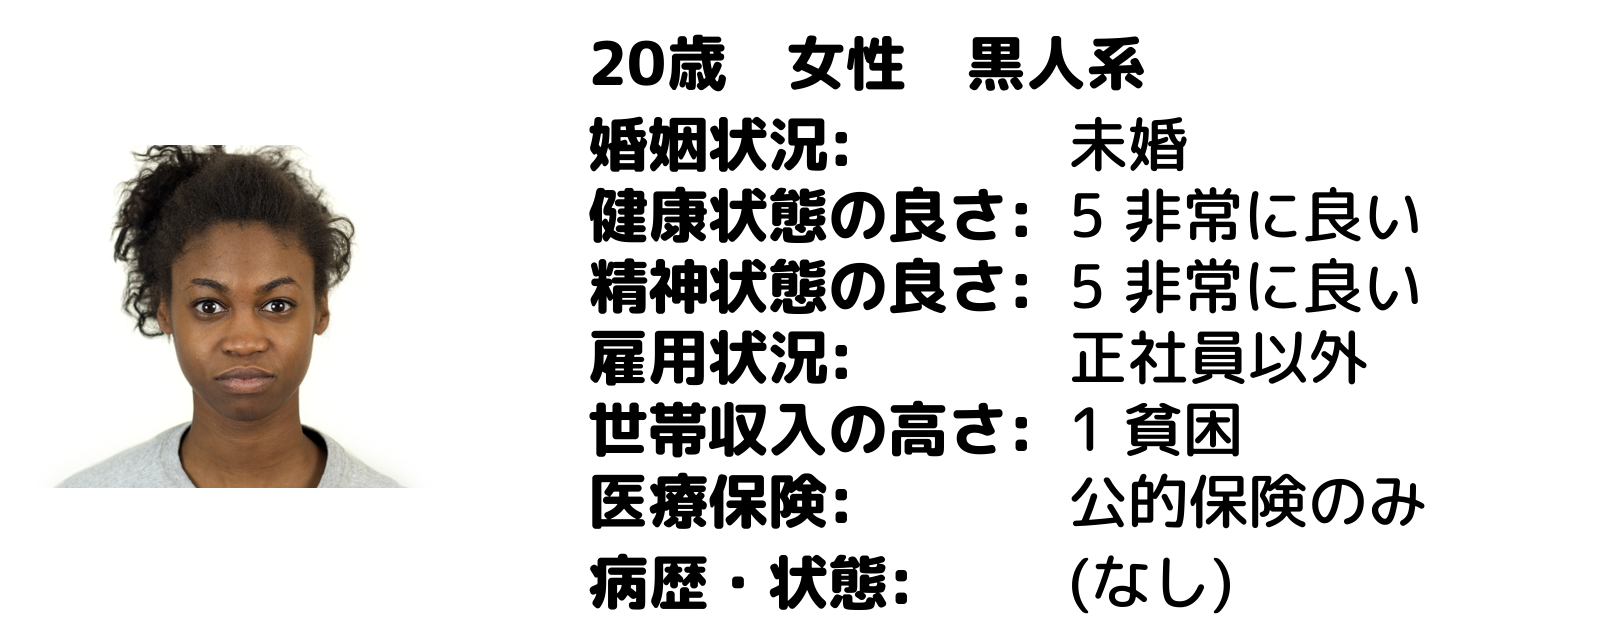 20歳　女性　黒人系
婚姻状況: 未婚
健康状態の良さ: 5 非常に良い
精神状態の良さ: 5 非常に良い
雇用状況: 正社員以外
世帯収入の高さ: 1 貧困
医療保険: 公的保険のみ
病歴・状態: (なし)